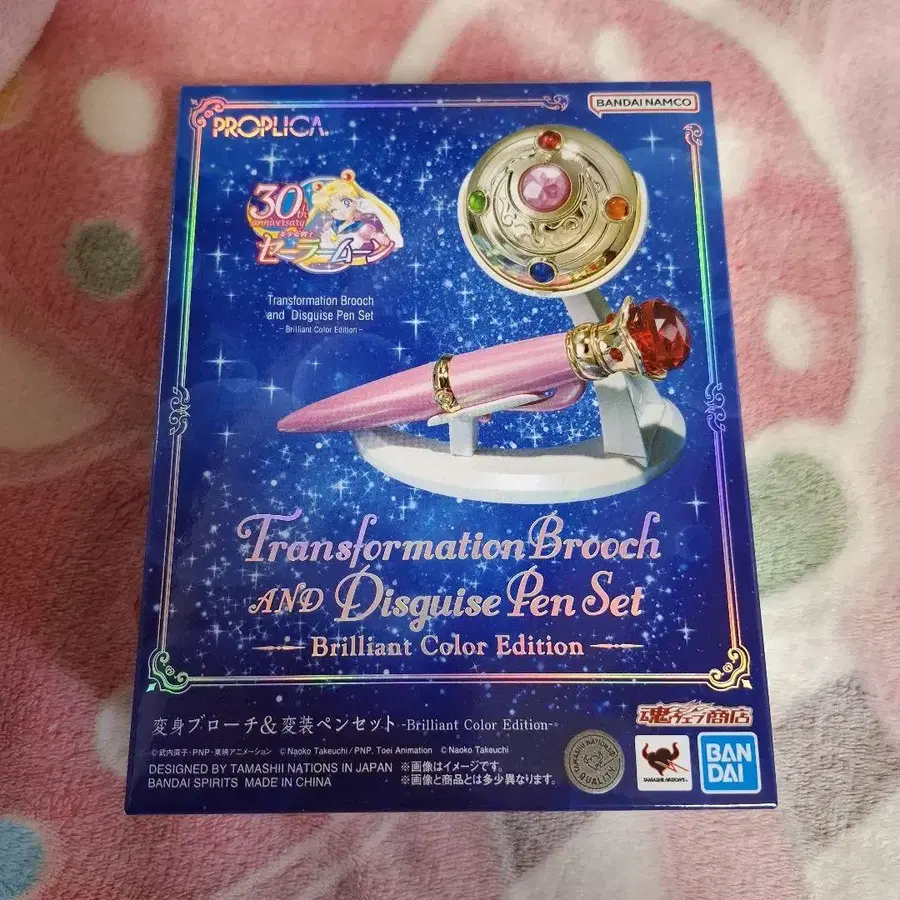 PROPLICA
BANDAI NAMCO
30th
anniversary
美少女戦士
セーラームーン
Transformation Brooch
and Disguise Pen Set
- Brilliant Color Edition -
Transformation Brooch
AND Disguise Pen Set
Brilliant Color Edition
変身ブローチ&変装ペンセット -Brilliant Color Edition-
魂ウェブ商店
©武内直子・PNP・東映アニメーション © Naoko Takeuchi / PNP, Toei Animation © Naoko Takeuchi
DESIGNED BY TAMASHII NATIONS IN JAPAN
BANDAI SPIRITS MADE IN CHINA
※画像はイメージです。
※画像と商品とは多少異なります。
TAMASHII NATIONS
QUALITY
TAMASHII NATIONS
BAN
DAI